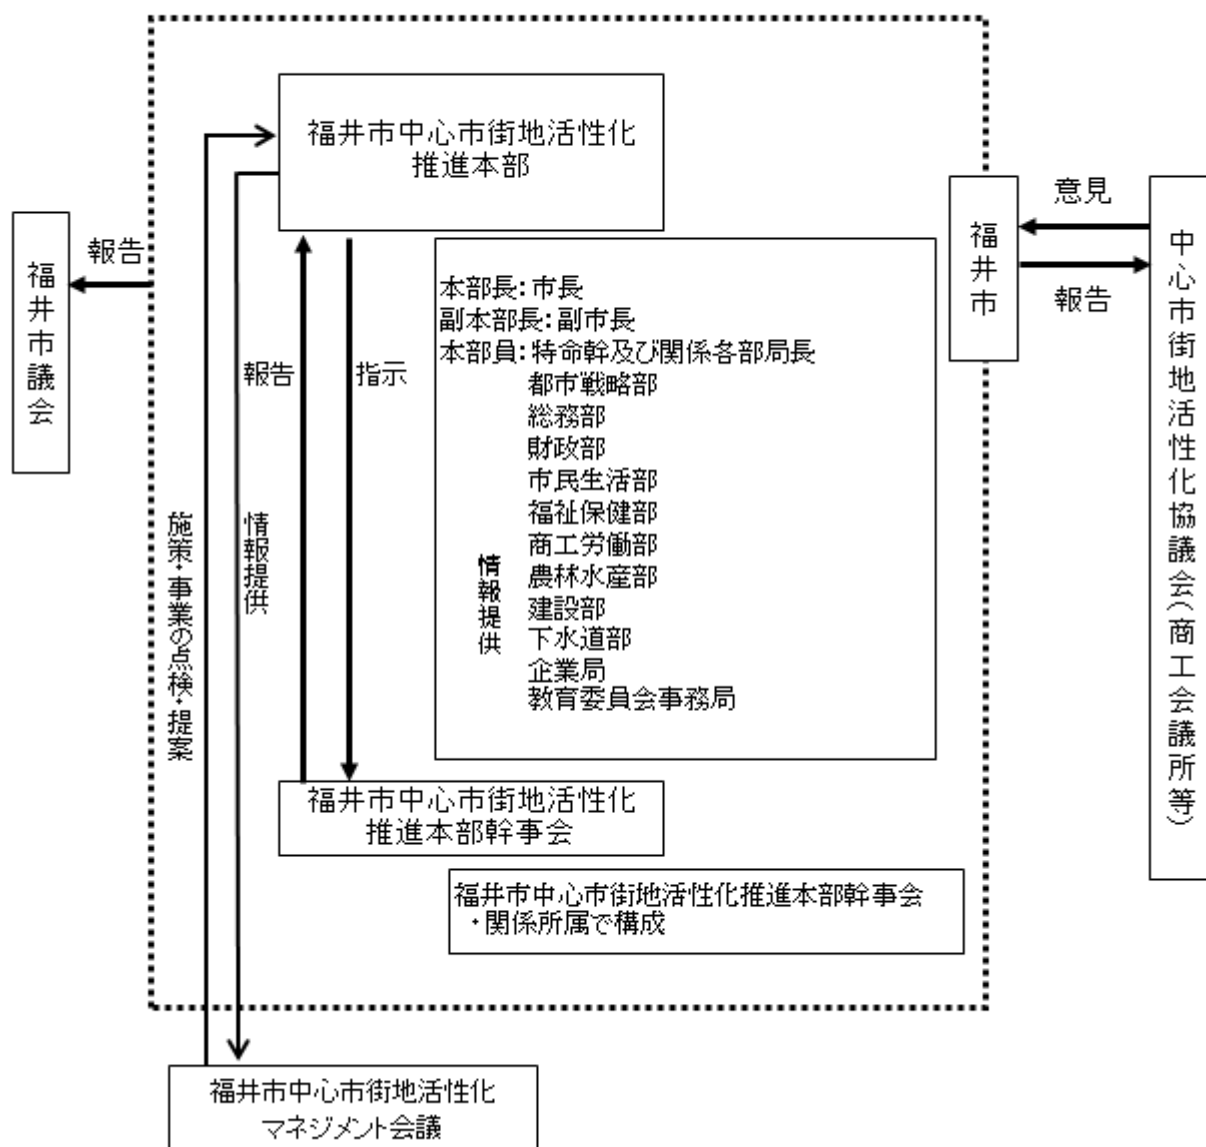 福井市中心市街地活性化
推進本部
福井市議会
報告
福井市
意見
報告
中心市街地活性化協議会(商工会議所等)
本部長:市長
副本部長:副市長
本部員:特命幹及び関係各部局長
都市戦略部
総務部
財政部
市民生活部
福祉保健部
商工労働部
農林水産部
建設部
下水道部
企業局
教育委員会事務局
情報提供
報告
指示
施策・事業の点検・提案
情報提供
福井市中心市街地活性化
推進本部幹事会
福井市中心市街地活性化推進本部幹事会
・関係所属で構成
福井市中心市街地活性化
マネジメント会議